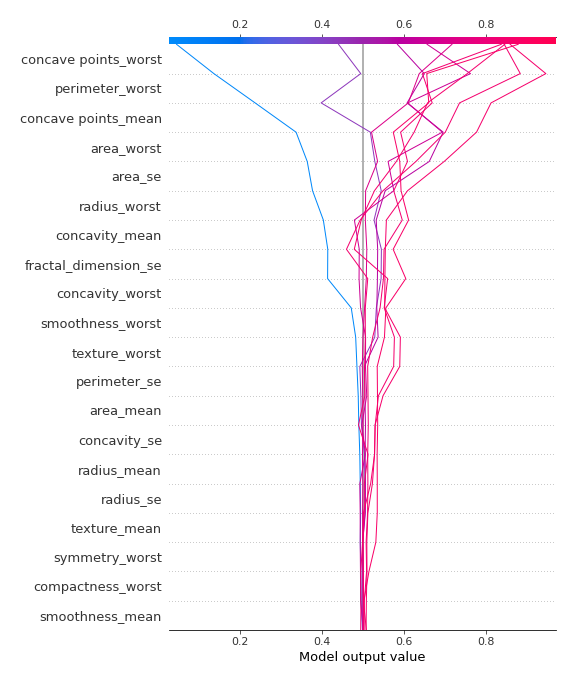 0.2 0.4 0.6 0.8
concave points_worst
perimeter_worst
concave points_mean
area_worst
area_se
radius_worst
concavity_mean
fractal_dimension_se
concavity_worst
smoothness_worst
texture_worst
perimeter_se
area_mean
concavity_se
radius_mean
radius_se
texture_mean
symmetry_worst
compactness_worst
smoothness_mean
0.2 0.4 0.6 0.8
Model output value